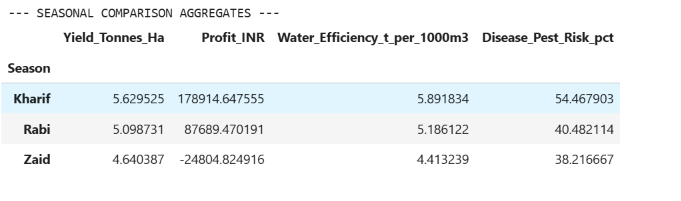 --- SEASONAL COMPARISON AGGREGATES ---
Yield_Tonnes_Ha Profit_INR Water_Efficiency_t_per_1000m3 Disease_Pest_Risk_pct
Season
Kharif 5.629525 178914.647555 5.891834 54.467903
Rabi 5.098731 87689.470191 5.186122 40.482114
Zaid 4.640387 -24804.824916 4.413239 38.216667